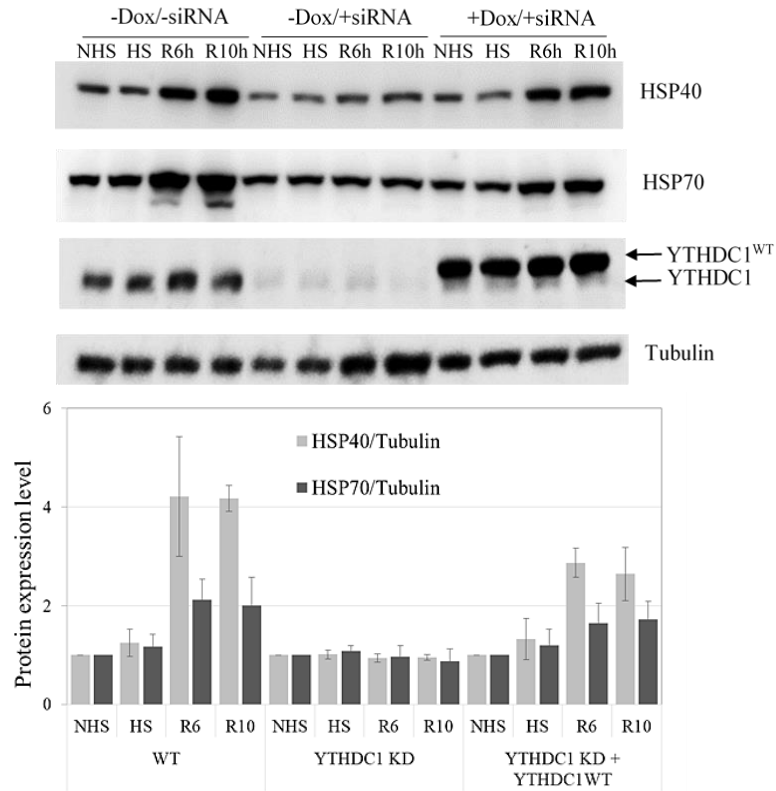 -Dox/-siRNA -Dox/+siRNA +Dox/+siRNA
NHS HS R6h R10h NHS HS R6h R10h NHS HS R6h R10h
HSP40
HSP70
YTHDC1WT
YTHDC1
Tubulin
6
HSP40/Tubulin
HSP70/Tubulin
4
2
0
Protein expression level
NHS HS R6 R10 NHS HS R6 R10 NHS HS R6 R10
WT YTHDC1 KD YTHDC1 KD +
YTHDC1WT